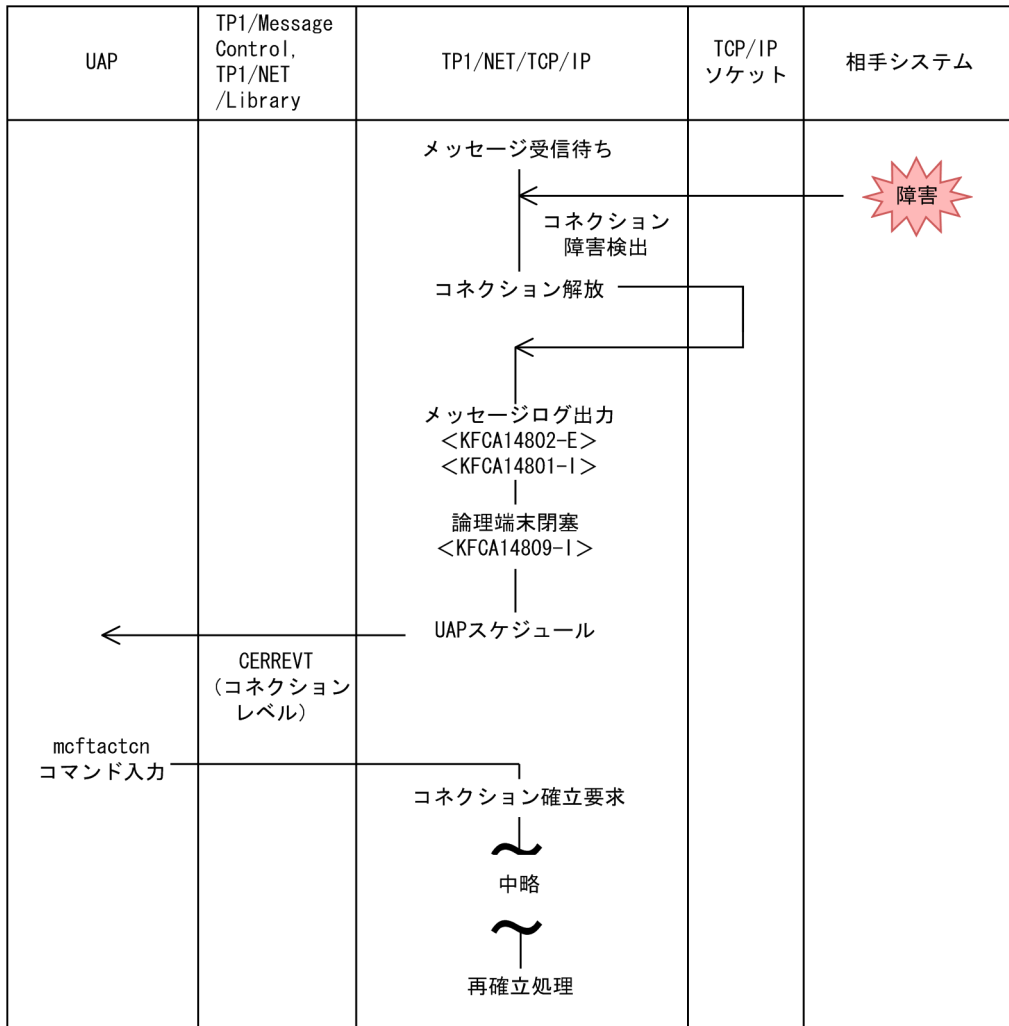 UAP
TP1/Message
Control,
TP1/NET
/Library
TP1/NET/TCP/IP
TCP/IP
ソケット
相手システム
メッセージ受信待ち
障害
コネクション
障害検出
コネクション解放
メッセージログ出力
＜KFCA14802-E＞
＜KFCA14801-I＞
論理端末閉塞
＜KFCA14809-I＞
UAPスケジュール
CERREVT
（コネクション
レベル）
mcftactcn
コマンド入力
コネクション確立要求
中略
再確立処理